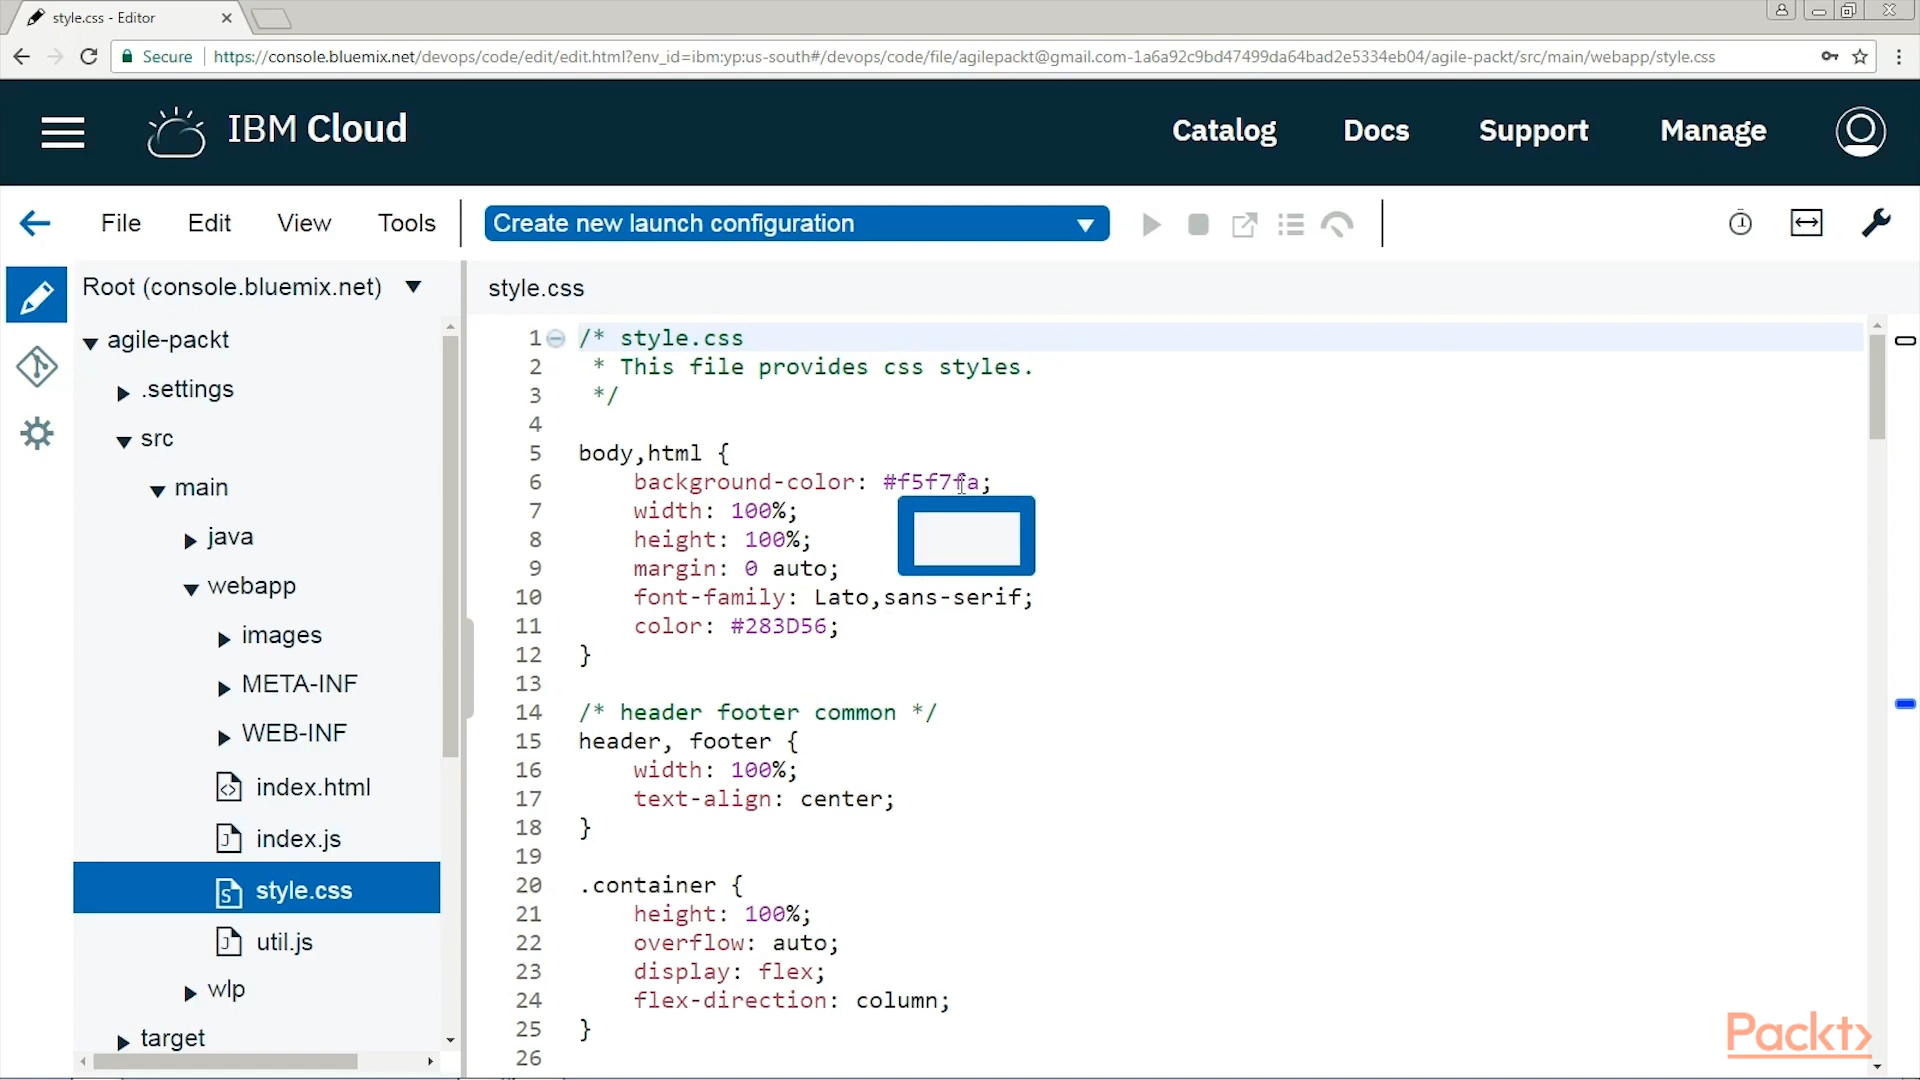 style.css - Editor
Secure
https://console.bluemix.net/devops/code/edit/edit.html?env_id=ibm:yp:us-south#/devops/code/file/agilepackt@gmail.com-1a6a92c9bd47499da64bad2e5334eb04/agile-packt/src/main/webapp/style.css
IBM Cloud
Catalog
Docs
Support
Manage
File
Edit
View
Tools
Create new launch configuration
Root (console.bluemix.net)
agile-packt
.settings
src
main
java
webapp
images
META-INF
WEB-INF
index.html
index.js
style.css
util.js
wlp
target
style.css
1 /* style.css
2 * This file provides css styles.
3 */
4
5 body,html {
6 background-color: #f5f7fa;
7 width: 100%;
8 height: 100%;
9 margin: 0 auto;
10 font-family: Lato,sans-serif;
11 color: #283D56;
12 }
13
14 /* header footer common */
15 header, footer {
16 width: 100%;
17 text-align: center;
18 }
19
20 .container {
21 height: 100%;
22 overflow: auto;
23 display: flex;
24 flex-direction: column;
25 }
26
Packt>